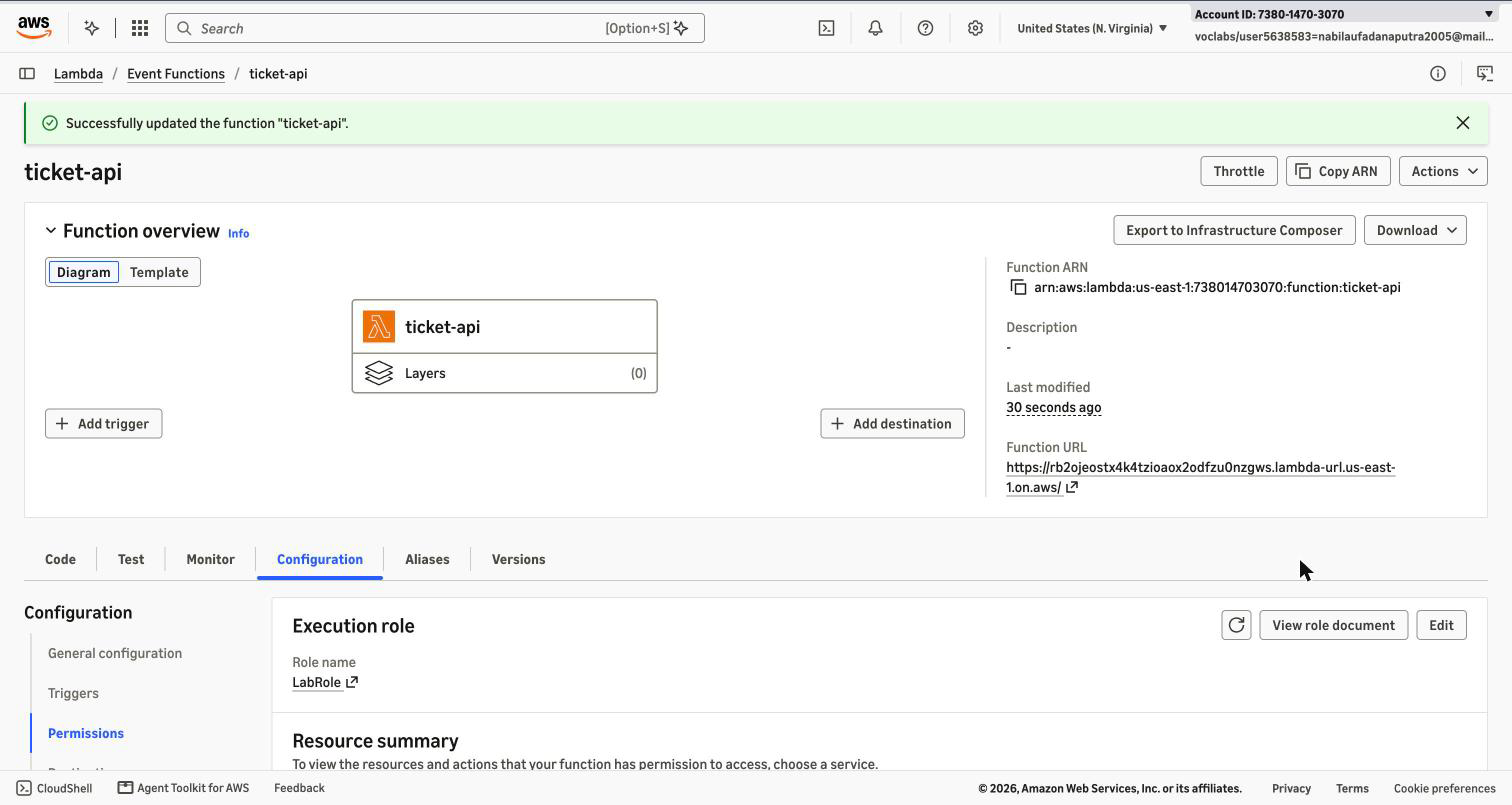 aws
Search
[Option+S]
United States (N. Virginia)
Account ID: 7380-1470-3070
voclabs/user5638583=nabilaufadanaputra2005@mail...
Lambda / Event Functions / ticket-api
Successfully updated the function "ticket-api".
ticket-api
Throttle
Copy ARN
Actions
Function overview Info
Export to Infrastructure Composer
Download
Diagram
Template
ticket-api
Layers
(0)
Add trigger
Add destination
Function ARN
arn:aws:lambda:us-east-1:738014703070:function:ticket-api
Description
-
Last modified
30 seconds ago
Function URL
https://rb2ojeostx4k4tzioaox2odfzu0nzgws.lambda-url.us-east-
1.on.aws/
Code
Test
Monitor
Configuration
Aliases
Versions
Configuration
General configuration
Triggers
Permissions
Execution role
View role document
Edit
Role name
LabRole
Resource summary
To view the resources and actions that your function has permission to access, choose a service.
CloudShell
Agent Toolkit for AWS
Feedback
© 2026, Amazon Web Services, Inc. or its affiliates.
Privacy
Terms
Cookie preferences